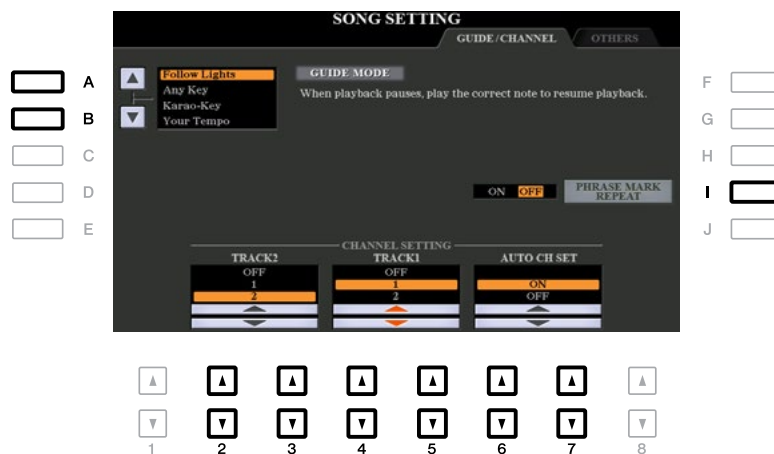 SONG SETTING
GUIDE/CHANNEL OTHERS
A
B
C
D
E
Follow Lights
Any Key
Karao-Key
Your Tempo
GUIDE MODE
When playback pauses, play the correct note to resume playback.
ON OFF
PHRASE MARK
REPEAT
F
G
H
I
J
CHANNEL SETTING
TRACK2
OFF
1
2
TRACK1
OFF
1
2
AUTO CH SET
ON
OFF
1 2 3 4 5 6 7 8